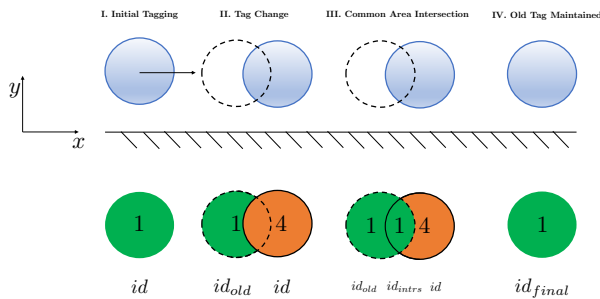 I. Initial Tagging
II. Tag Change
III. Common Area Intersection
IV. Old Tag Maintained
y
x
1
1 4
1 1 4
1
id
id_old id
id_old id_intrs id
id_final